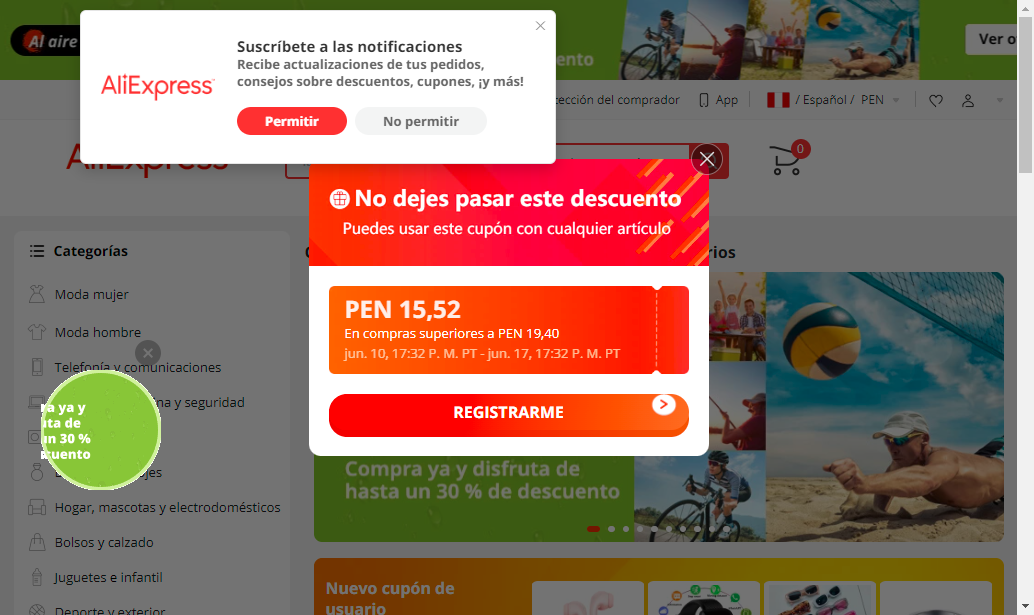 Al aire
ento
Ver o
AliExpress
Suscríbete a las notificaciones
Recibe actualizaciones de tus pedidos,
consejos sobre descuentos, cupones, ¡y más!
Permitir
No permitir
cción del comprador
App
/ Español / PEN
AliExpress
0
No dejes pasar este descuento
Puedes usar este cupón con cualquier artículo
PEN 15,52
En compras superiores a PEN 19,40
jun. 10, 17:32 P. M. PT - jun. 17, 17:32 P. M. PT
REGISTRARME
Categorías
Moda mujer
Moda hombre
Telefonía y comunicaciones
na y seguridad
Hogar, mascotas y electrodomésticos
Bolsos y calzado
Juguetes e infantil
Deporte y exterior
ra ya y
uta de
un 30 %
scuento
rios
Compra ya y disfruta de
hasta un 30 % de descuento
Nuevo cupón de
usuario